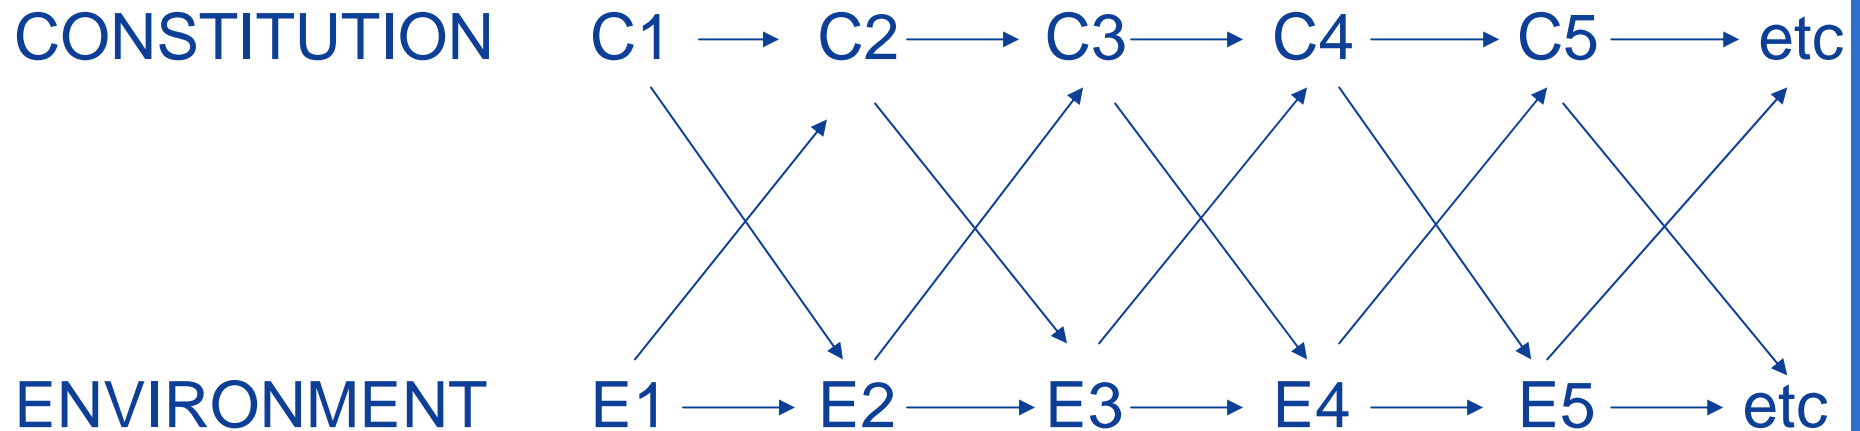 CONSTITUTION C1 C2 C3 C4 C5 etc
ENVIRONMENT E1 E2 E3 E4 E5 etc